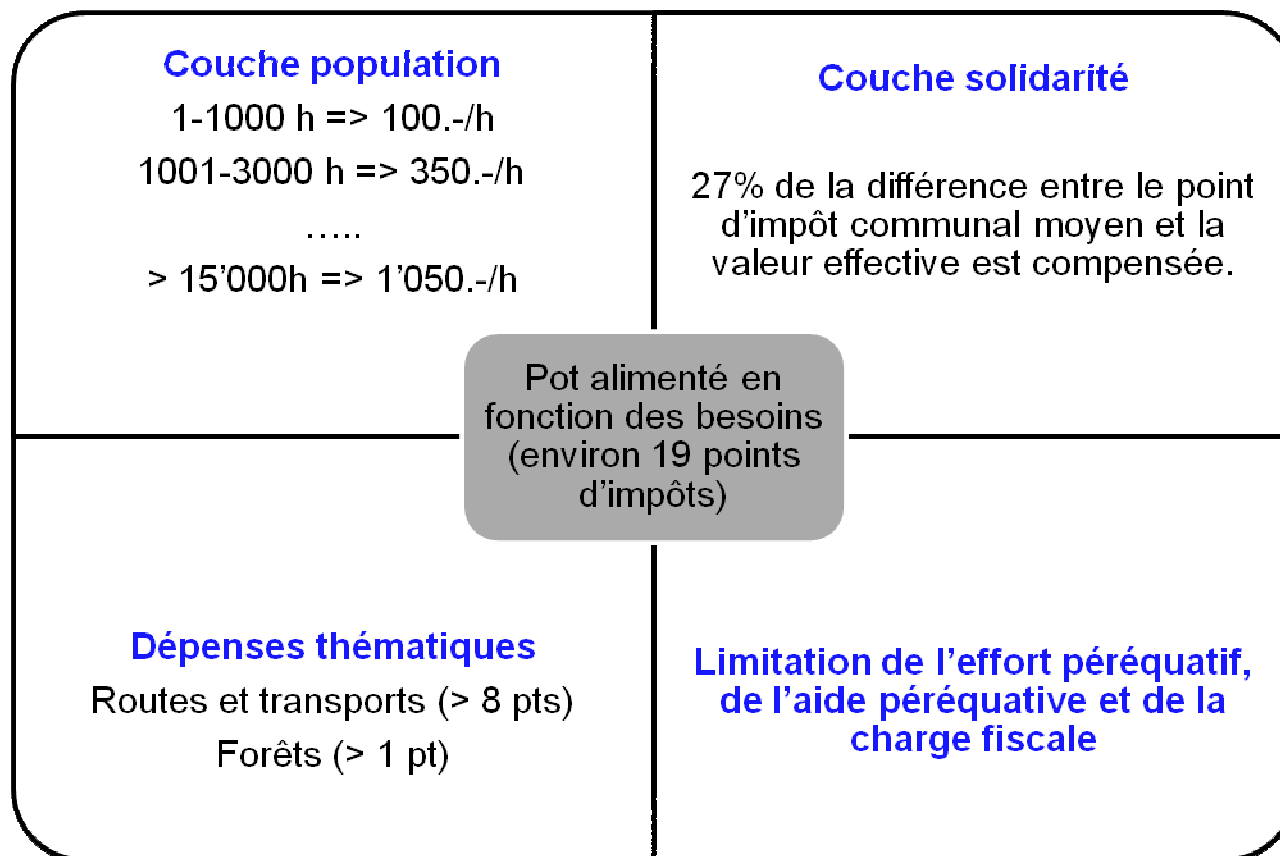 Couche population
1-1000 h => 100.-/h
1001-3000 h => 350.-/h
…..
> 15’000h => 1’050.-/h
Couche solidarité
27% de la différence entre le point
d’impôt communal moyen et la
valeur effective est compensée.
Pot alimenté en
fonction des besoins
(environ 19 points
d’impôts)
Dépenses thématiques
Routes et transports (> 8 pts)
Forêts (> 1 pt)
Limitation de l’effort péréquatif,
de l’aide péréquative et de la
charge fiscale